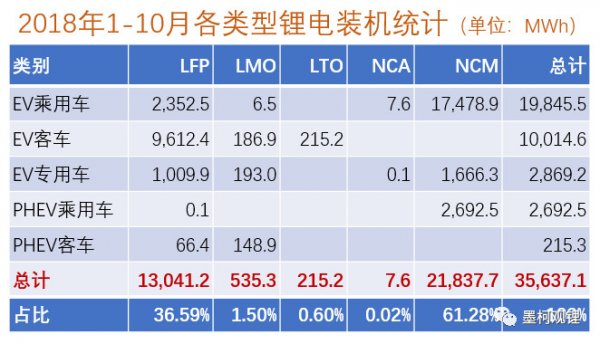 2018年1-10月各类型锂电装机统计（单位：MWh）
类别 LFP LMO LTO NCA NCM 总计
EV乘用车 2,352.5 6.5 7.6 17,478.9 19,845.5
EV客车 9,612.4 186.9 215.2 10,014.6
EV专用车 1,009.9 193.0 0.1 1,666.3 2,869.2
PHEV乘用车 0.1 2,692.5 2,692.5
PHEV客车 66.4 148.9 215.3
总计 13,041.2 535.3 215.2 7.6 21,837.7 35,637.1
占比 36.59% 1.50% 0.60% 0.02% 61.28%
墨柯观锂